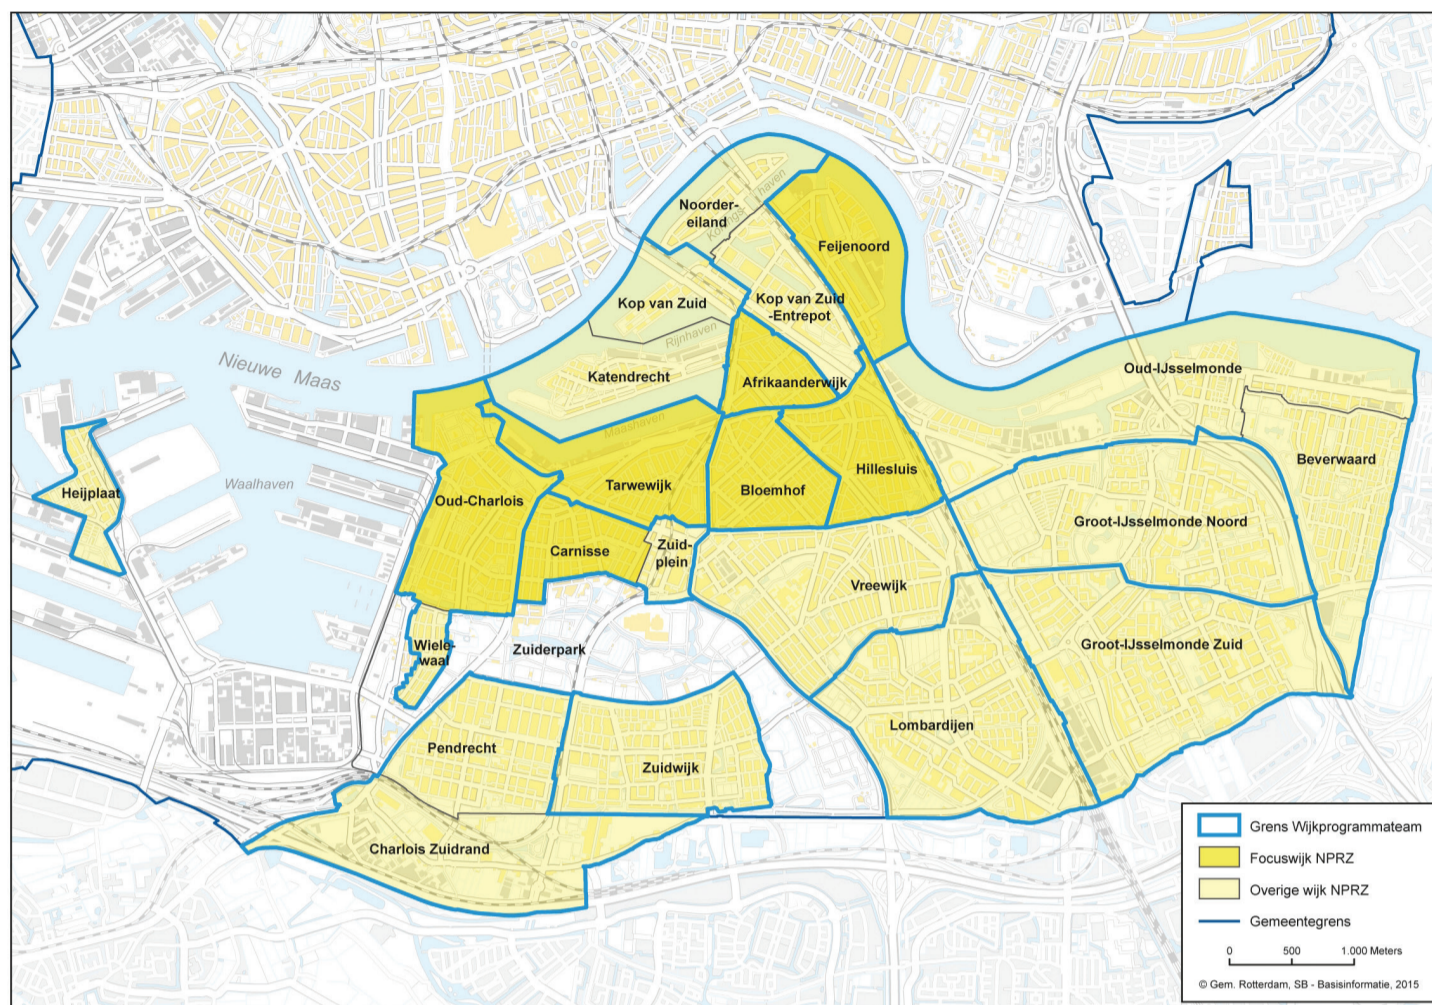 Noorder-
eiland
Feijenoord
Kop van Zuid
Kop van Zuid
-Entrepot
Rijnhaven
Nieuwe Maas
Katendrecht
Afrikaanderwijk
Oud-IJsselmonde
Maashaven
Beverwaard
Heijplaat
Waalhaven
Oud-Charlois
Tarwewijk
Bloemhof
Hillesluis
Groot-IJsselmonde Noord
Carnisse
Zuid-
plein
Vreewijk
Wiele-
waal
Zuiderpark
Groot-IJsselmonde Zuid
Lombardijen
Pendrecht
Zuidwijk
Charlois Zuidrand
Grens Wijkprogrammateam
Focuswijk NPRZ
Overige wijk NPRZ
Gemeentegrens
0 500 1.000 Meters
© Gem. Rotterdam, SB - Basisinformatie, 2015